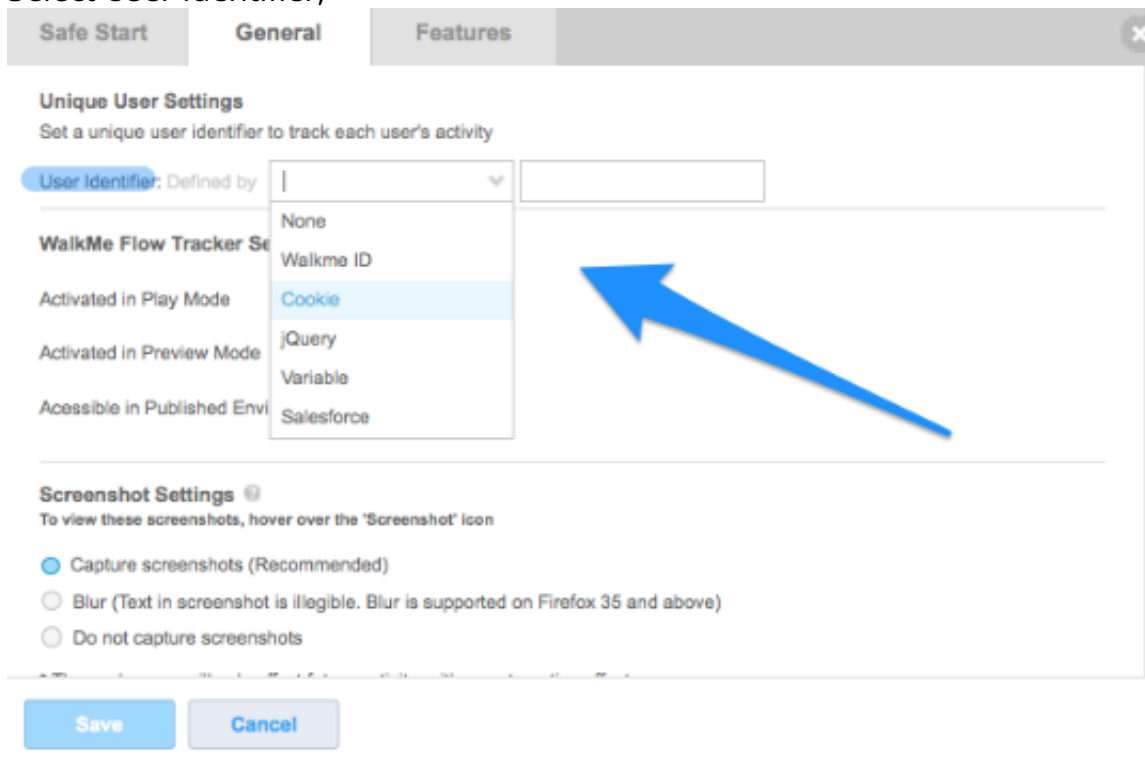 Safe Start General Features
Unique User Settings
Set a unique user identifier to track each user's activity
User Identifier: Defined by
None
WalkMe Flow Tracker Se
Walkme ID
Activated in Play Mode
Cookie
jQuery
Activated in Preview Mode
Variable
Acessible in Published Envi
Salesforce
Screenshot Settings
To view these screenshots, hover over the 'Screenshot' icon
Capture screenshots (Recommended)
Blur (Text in screenshot is illegible. Blur is supported on Firefox 35 and above)
Do not capture screenshots
Save Cancel